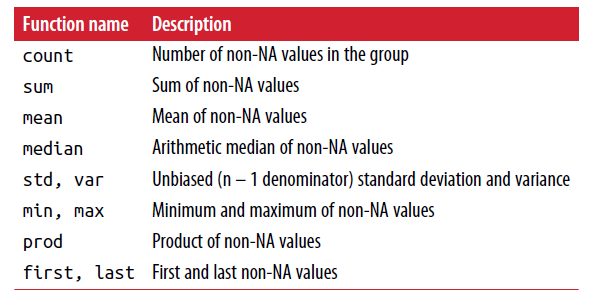 Function name Description
count Number of non-NA values in the group
sum Sum of non-NA values
mean Mean of non-NA values
median Arithmetic median of non-NA values
std, var Unbiased (n – 1 denominator) standard deviation and variance
min, max Minimum and maximum of non-NA values
prod Product of non-NA values
first, last First and last non-NA values